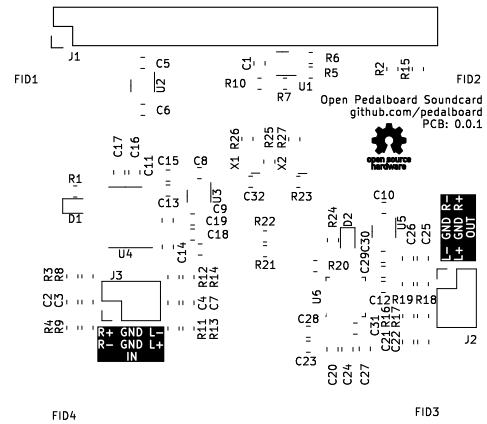 J1
C5
C1
R6
R5
R2
R15
FID1
U2
R10
R7
U1
FID2
C6
Open Pedalboard Soundcard
github.com/pedalboard
PCB: 0.0.1
C17
C16
C11
C15
C8
R26
X1
R25
X2
R27
open source
hardware
R1
C13
U3
C9
C32
R23
C10
D1
C19
C18
R22
R24
D2
C30
U5
C26
C25
L- GND R-
L+ GND R+
OUT
U4
C14
R21
R20
C29
R3
R8
J3
R12
R14
U6
C12
R19
R18
C2
C3
C4
C7
C28
C31
R16
R17
R4
R9
R11
R13
R+ GND L-
R- GND L+
IN
C21
C22
J2
C23
C20
C24
C27
FID4
FID3